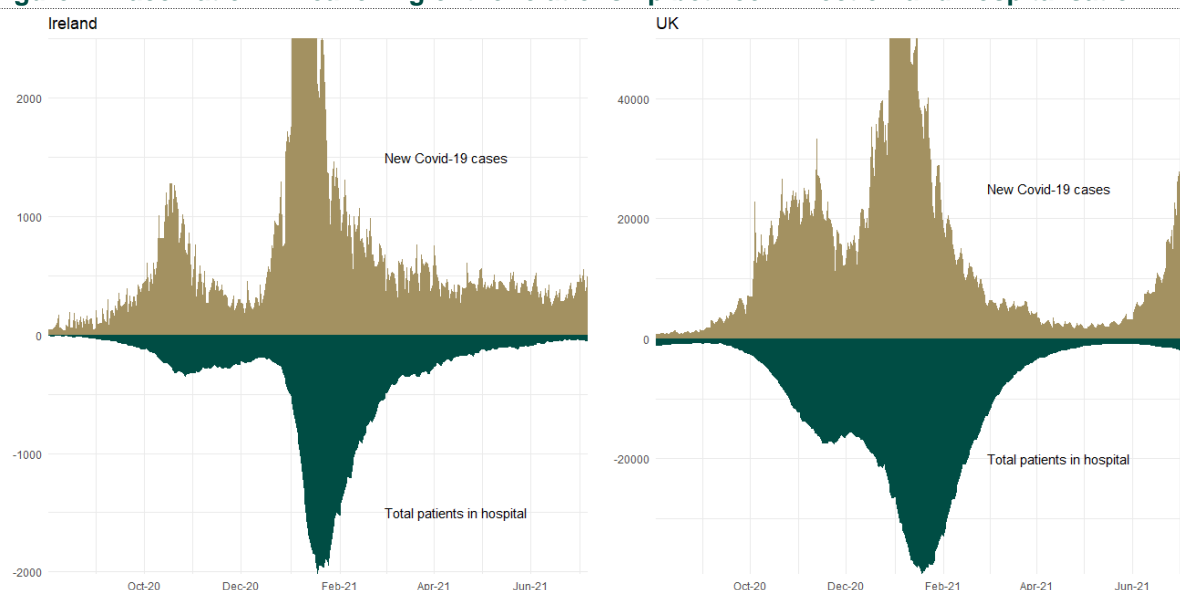 Ireland
UK
2000
1000
0
-1000
-2000
New Covid-19 cases
Total patients in hospital
Oct-20 Dec-20 Feb-21 Apr-21 Jun-21
40000
20000
0
-20000
New Covid-19 cases
Total patients in hospital
Oct-20 Dec-20 Feb-21 Apr-21 Jun-21